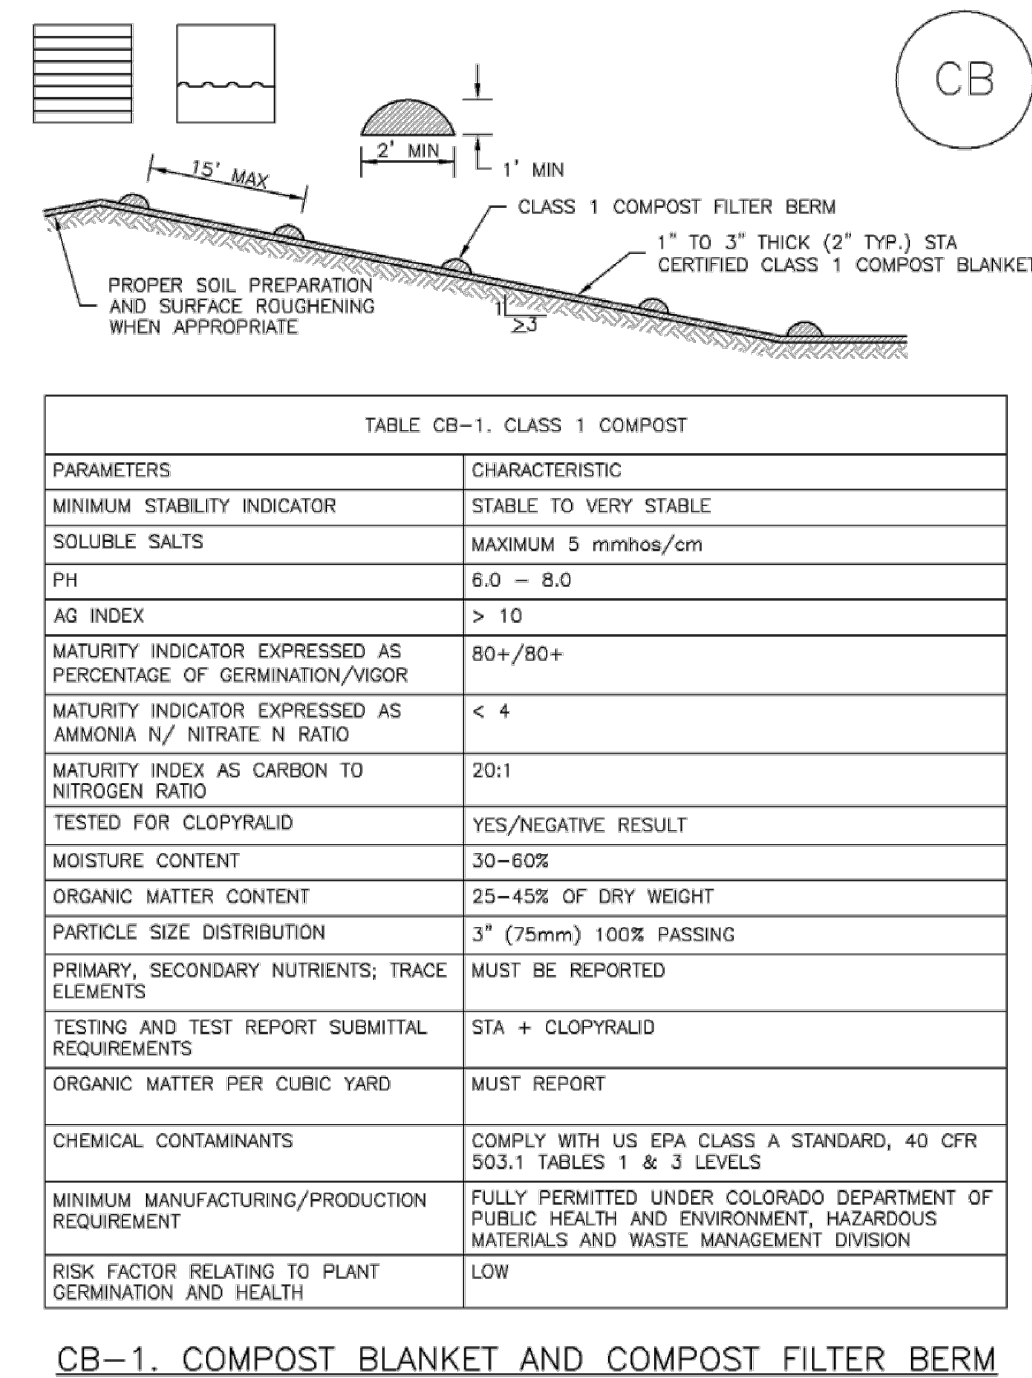 CB
2' MIN
1' MIN
15' MAX
CLASS 1 COMPOST FILTER BERM
1" TO 3" THICK (2" TYP.) STA
CERTIFIED CLASS 1 COMPOST BLANKET
PROPER SOIL PREPARATION
AND SURFACE ROUGHENING
WHEN APPROPRIATE
1
≥3
TABLE CB-1. CLASS 1 COMPOST
PARAMETERS
CHARACTERISTIC
MINIMUM STABILITY INDICATOR
STABLE TO VERY STABLE
SOLUBLE SALTS
MAXIMUM 5 mmhos/cm
PH
6.0 – 8.0
AG INDEX
> 10
MATURITY INDICATOR EXPRESSED AS
PERCENTAGE OF GERMINATION/VIGOR
80+/80+
MATURITY INDICATOR EXPRESSED AS
AMMONIA N/ NITRATE N RATIO
< 4
MATURITY INDEX AS CARBON TO
NITROGEN RATIO
20:1
TESTED FOR CLOPYRALID
YES/NEGATIVE RESULT
MOISTURE CONTENT
30–60%
ORGANIC MATTER CONTENT
25–45% OF DRY WEIGHT
PARTICLE SIZE DISTRIBUTION
3" (75mm) 100% PASSING
PRIMARY, SECONDARY NUTRIENTS; TRACE
ELEMENTS
MUST BE REPORTED
TESTING AND TEST REPORT SUBMITTAL
REQUIREMENTS
STA + CLOPYRALID
ORGANIC MATTER PER CUBIC YARD
MUST REPORT
CHEMICAL CONTAMINANTS
COMPLY WITH US EPA CLASS A STANDARD, 40 CFR
503.1 TABLES 1 & 3 LEVELS
MINIMUM MANUFACTURING/PRODUCTION
REQUIREMENT
FULLY PERMITTED UNDER COLORADO DEPARTMENT OF
PUBLIC HEALTH AND ENVIRONMENT, HAZARDOUS
MATERIALS AND WASTE MANAGEMENT DIVISION
RISK FACTOR RELATING TO PLANT
GERMINATION AND HEALTH
LOW
CB-1. COMPOST BLANKET AND COMPOST FILTER BERM